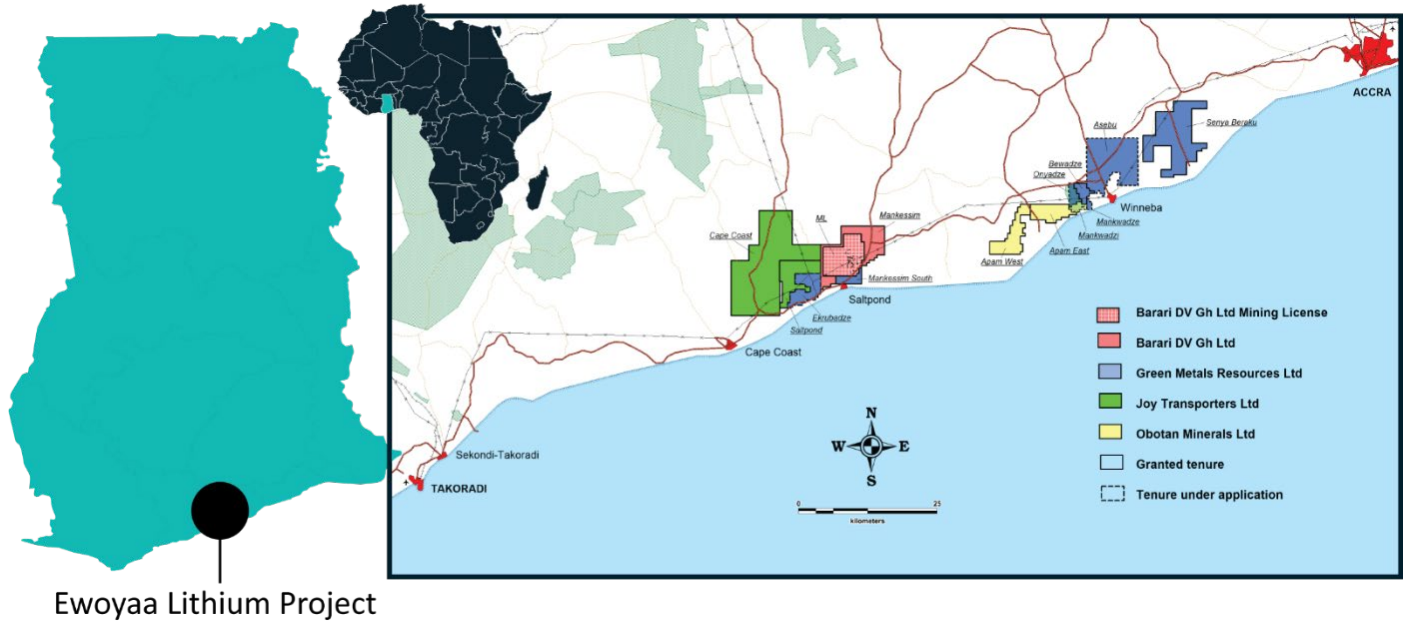 ACCRA
Senya Beraku
Asebu
Bewadze
Onyadze
Winneba
Mankwadze
Mankwadzi
Apam East
Apam West
ML
Mankessim
Cape Coast
Mankessim South
Saltpond
Ekrubadze
Saltpond
Cape Coast
Sekondi-Takoradi
TAKORADI
Barari DV Gh Ltd Mining License
Barari DV Gh Ltd
Green Metals Resources Ltd
Joy Transporters Ltd
Obotan Minerals Ltd
Granted tenure
Tenure under application
N
W E
S
0 25
kilometers
Ewoyaa Lithium Project